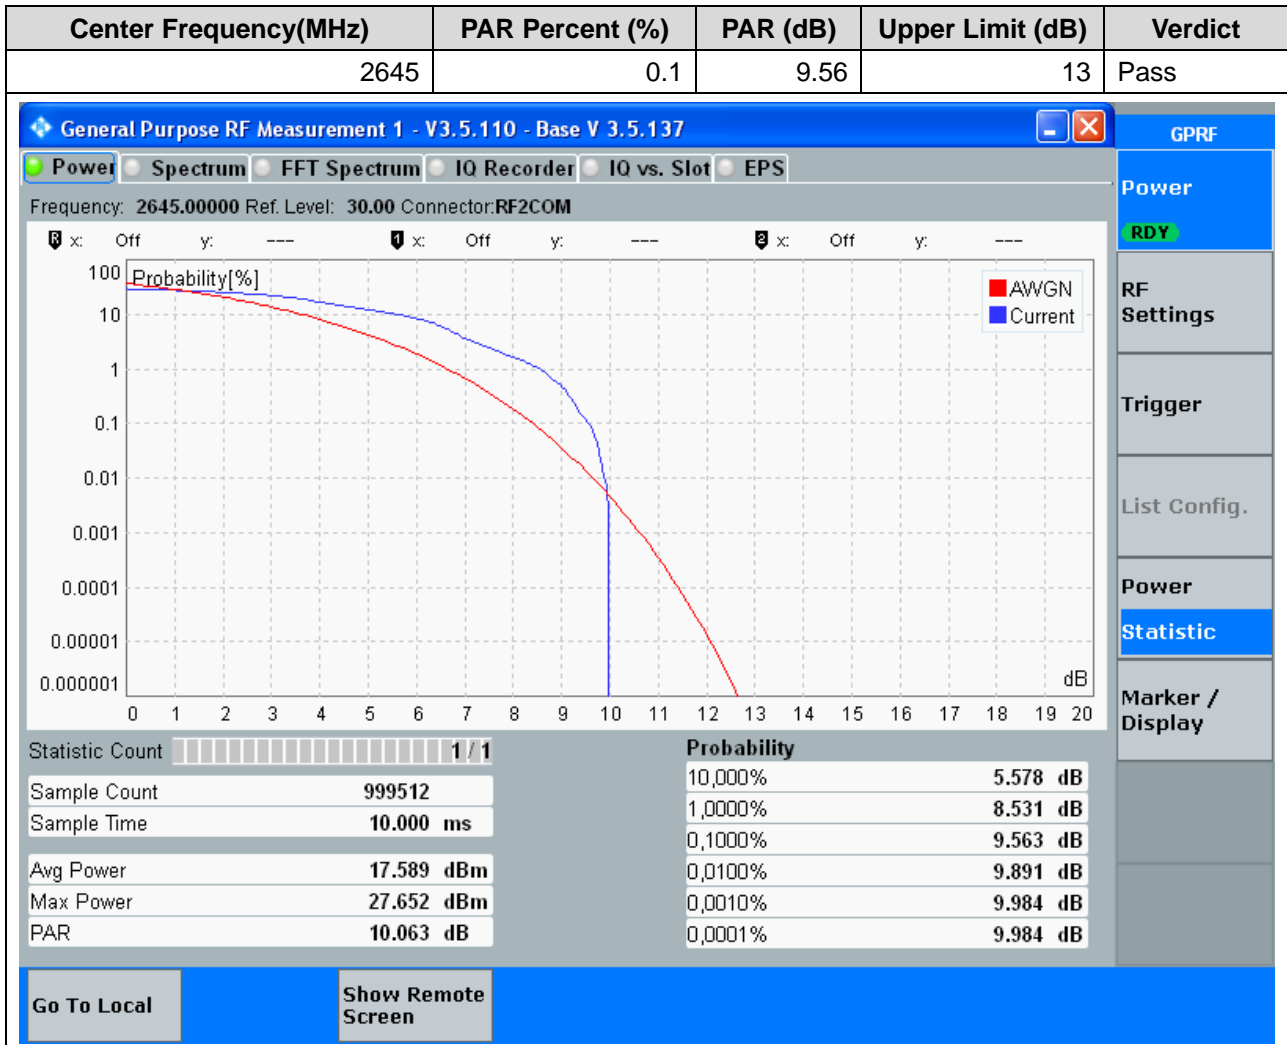 Center Frequency(MHz) PAR Percent (%) PAR (dB) Upper Limit (dB) Verdict
2645 0.1 9.56 13 Pass
General Purpose RF Measurement 1 - V3.5.110 - Base V 3.5.137
GPRF
Power Spectrum FFT Spectrum IQ Recorder IQ vs. Slot EPS
Power
RDY
Frequency: 2645.00000 Ref. Level: 30.00 Connector:RF2COM
R x: Off y: --- 1 x: Off y: --- 2 x: Off y: ---
Probability[%]
AWGN
Current
100
10
1
0.1
0.01
0.001
0.0001
0.00001
0.000001
dB
0 1 2 3 4 5 6 7 8 9 10 11 12 13 14 15 16 17 18 19 20
RF
Settings
Trigger
List Config.
Power
Statistic
Marker /
Display
Statistic Count 1 / 1
Sample Count 999512
Sample Time 10.000 ms
Avg Power 17.589 dBm
Max Power 27.652 dBm
PAR 10.063 dB
Probability
10,000% 5.578 dB
1,0000% 8.531 dB
0,1000% 9.563 dB
0,0100% 9.891 dB
0,0010% 9.984 dB
0,0001% 9.984 dB
Go To Local
Show Remote
Screen